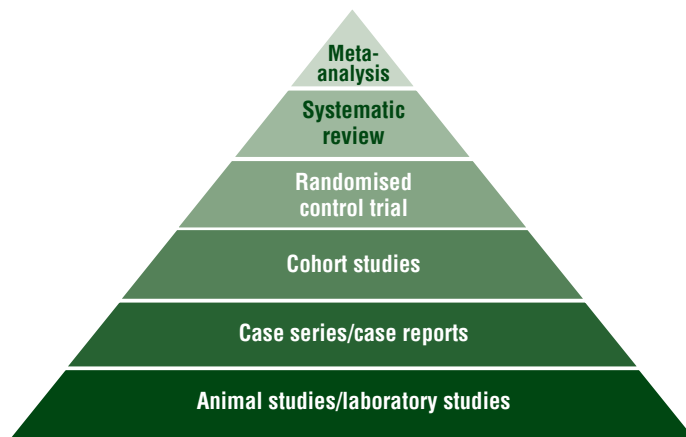 Meta-
analysis
Systematic
review
Randomised
control trial
Cohort studies
Case series/case reports
Animal studies/laboratory studies